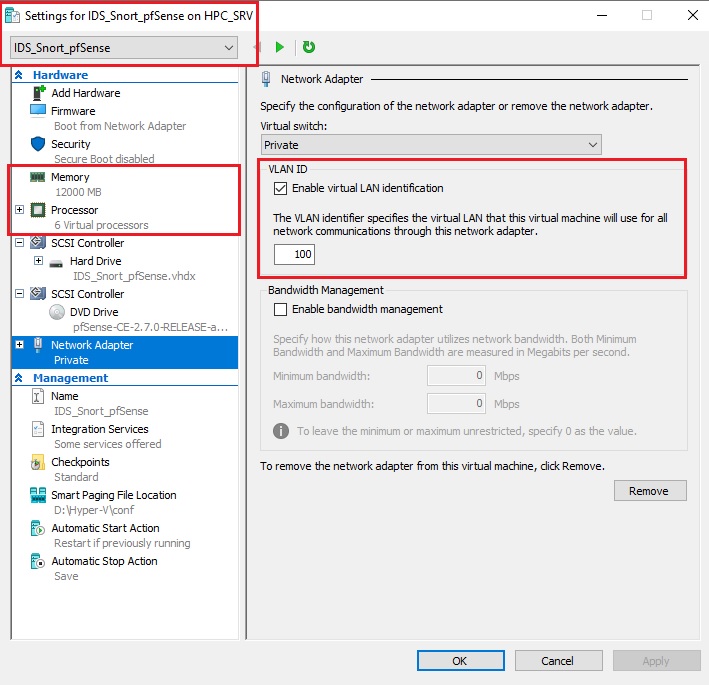 Settings for IDS_Snort_pfSense on HPC_SRV
IDS_Snort_pfSense
Hardware
Add Hardware
Firmware
Boot from Network Adapter
Security
Secure Boot disabled
Memory
12000 MB
Processor
6 Virtual processors
SCSI Controller
Hard Drive
IDS_Snort_pfSense.vhdx
SCSI Controller
DVD Drive
pfSense-CE-2.7.0-RELEASE-a...
Network Adapter
Private
Management
Name
IDS_Snort_pfSense
Integration Services
Some services offered
Checkpoints
Standard
Smart Paging File Location
D:\Hyper-V\conf
Automatic Start Action
Restart if previously running
Automatic Stop Action
Save
Network Adapter
Specify the configuration of the network adapter or remove the network adapter.
Virtual switch:
Private
VLAN ID
Enable virtual LAN identification
The VLAN identifier specifies the virtual LAN that this virtual machine will use for all
network communications through this network adapter.
100
Bandwidth Management
Enable bandwidth management
Specify how this network adapter utilizes network bandwidth. Both Minimum
Bandwidth and Maximum Bandwidth are measured in Megabits per second.
Minimum bandwidth: 0 Mbps
Maximum bandwidth: 0 Mbps
To leave the minimum or maximum unrestricted, specify 0 as the value.
To remove the network adapter from this virtual machine, click Remove.
Remove
OK Cancel Apply